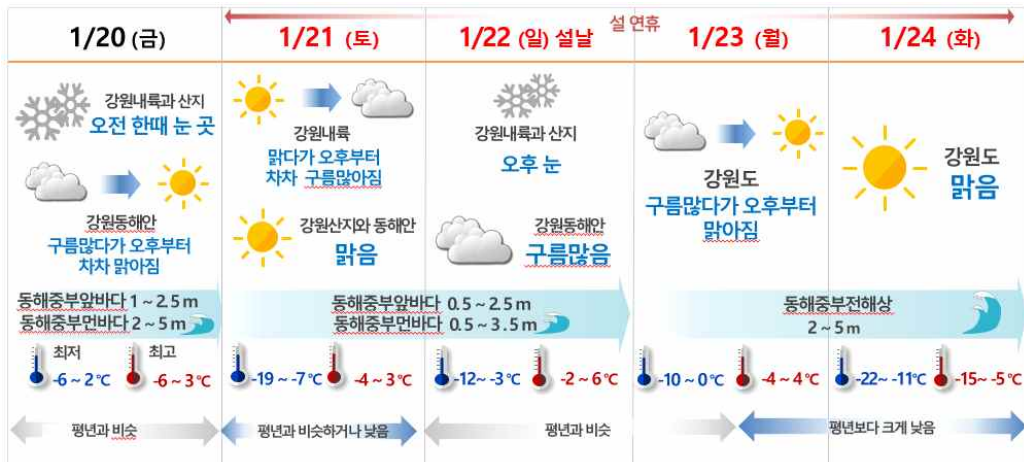 설 연휴
1/20 (금)
1/21 (토)
1/22 (일) 설날
1/23 (월)
1/24 (화)
강원내륙과 산지
오전 한때 눈 곳
강원동해안
구름많다가 오후부터
차차 맑아짐
강원내륙
맑다가 오후부터
차차 구름많아짐
강원산지와 동해안
맑음
강원내륙과 산지
오후 눈
강원동해안
구름많음
강원도
구름많다가 오후부터
맑아짐
강원도
맑음
동해중부앞바다 1 ~ 2.5 m
동해중부먼바다 2 ~ 5 m
동해중부앞바다 0.5 ~ 2.5 m
동해중부먼바다 0.5 ~ 3.5 m
동해중부전해상
2 ~ 5 m
최저
-6 ~ 2 ℃
최고
-6 ~ 3 ℃
-19 ~ -7 ℃
-4 ~ 3 ℃
-12~ -3 ℃
-2 ~ 6 ℃
-10 ~ 0 ℃
-4 ~ 4 ℃
-22~ -11℃
-15~ -5 ℃
평년과 비슷
평년과 비슷하거나 낮음
평년과 비슷
평년보다 크게 낮음